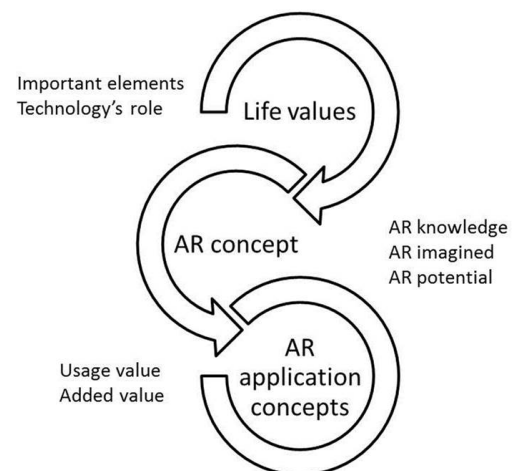 Important elements
Technology's role
Life values
AR concept
AR knowledge
AR imagined
AR potential
Usage value
Added value
AR
application
concepts